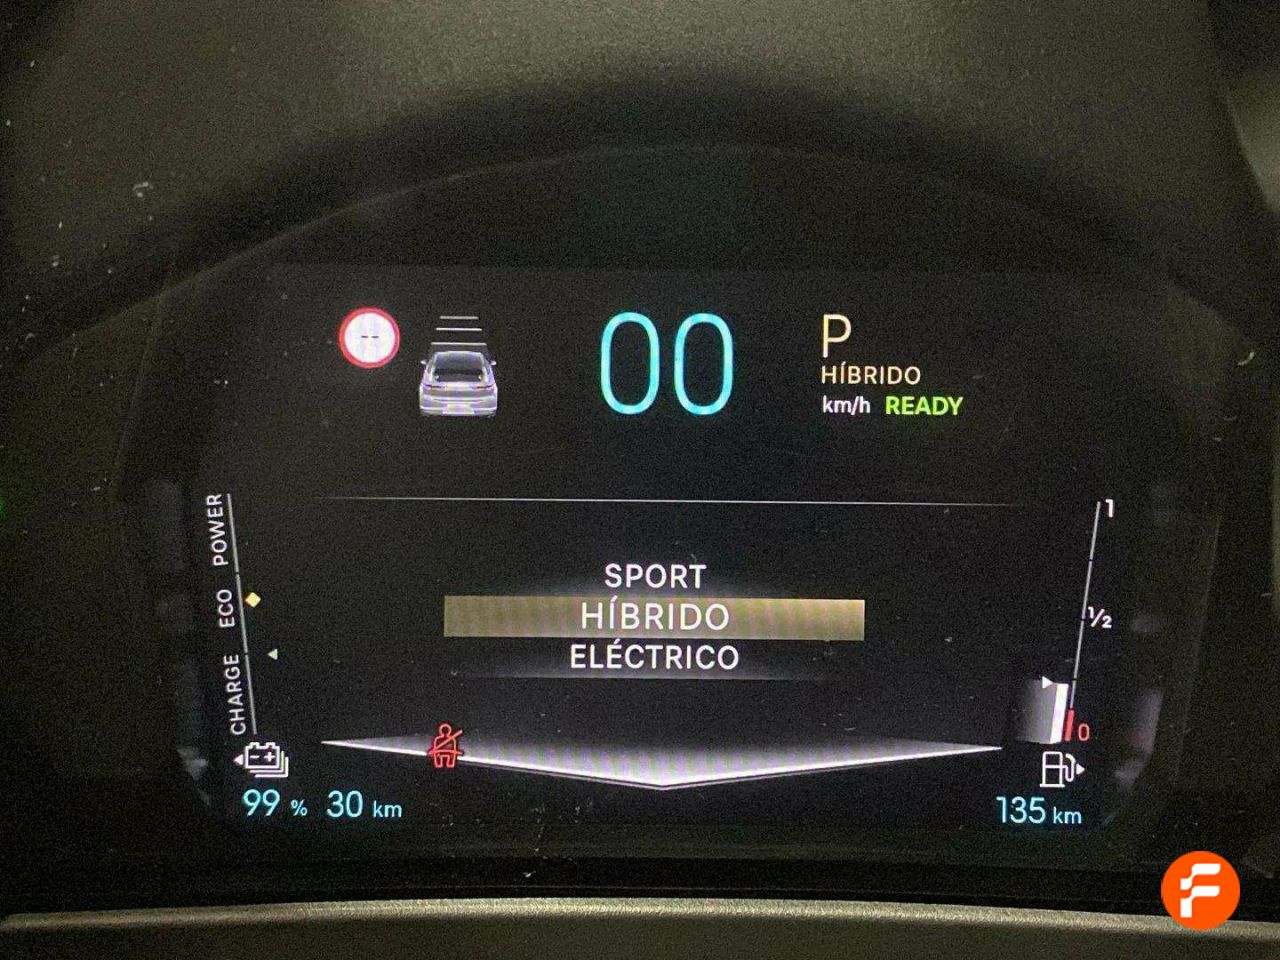 --
00
P
HÍBRIDO
km/h READY
POWER
ECO
CHARGE
SPORT
HÍBRIDO
ELÉCTRICO
1
1/2
0
99 % 30 km
135 km
F